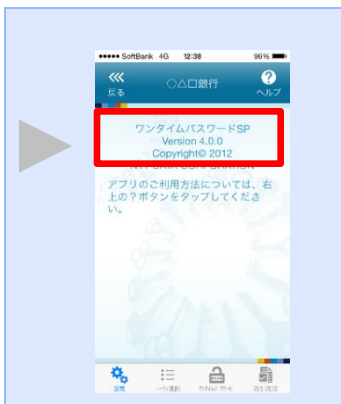 ●●●●● SoftBank 4G 12:38 96%
戻る
○△口銀行
?
ヘルプ
ワンタイムパスワードSP
Version 4.0.0
Copyright© 2012
アプリのご利用方法については、右
上の?ボタンをタップしてくださ
い。
設定